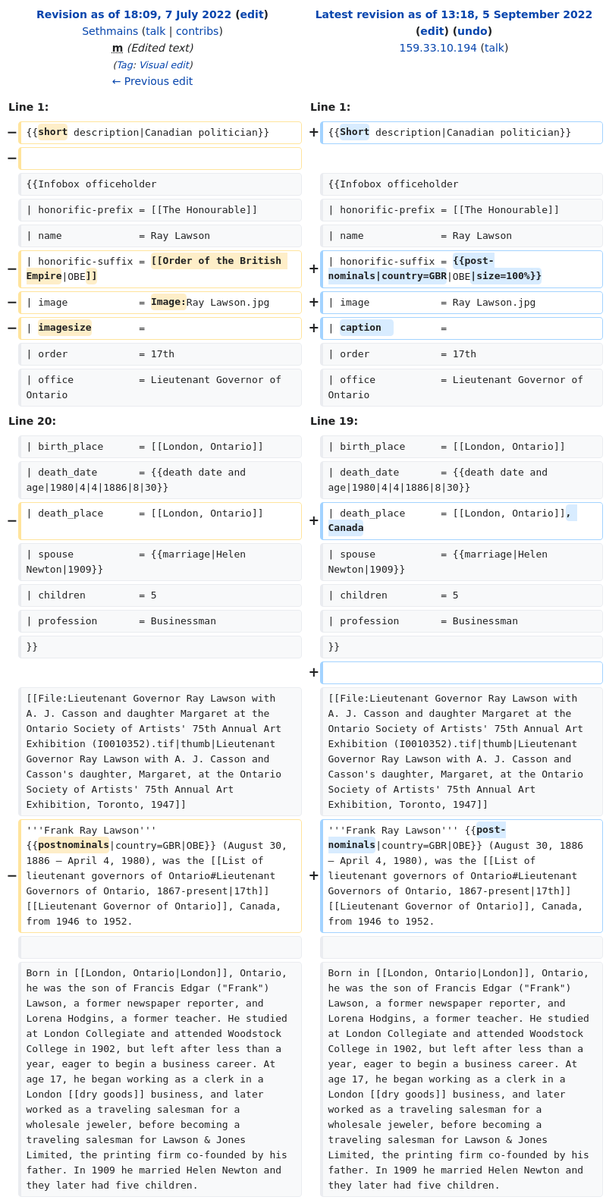 Revision as of 18:09, 7 July 2022 (edit)
Sethmains (talk | contribs)
m (Edited text)
(Tag: Visual edit)
← Previous edit
Latest revision as of 13:18, 5 September 2022
(edit) (undo)
159.33.10.194 (talk)
Line 1:
Line 1:
− {{short description|Canadian politician}}
+ {{Short description|Canadian politician}}
−
{{Infobox officeholder
{{Infobox officeholder
| honorific-prefix = [[The Honourable]]
| honorific-prefix = [[The Honourable]]
| name = Ray Lawson
| name = Ray Lawson
− | honorific-suffix = [[Order of the British
Empire|OBE]]
+ | honorific-suffix = {{post-
nominals|country=GBR|OBE|size=100%}}
− | image = Image:Ray Lawson.jpg
+ | image = Ray Lawson.jpg
− | imagesize =
+ | caption =
| order = 17th
| order = 17th
| office = Lieutenant Governor of
Ontario
| office = Lieutenant Governor of
Ontario
Line 20:
Line 19:
| birth_place = [[London, Ontario]]
| birth_place = [[London, Ontario]]
| death_date = {{death date and
age|1980|4|4|1886|8|30}}
| death_date = {{death date and
age|1980|4|4|1886|8|30}}
− | death_place = [[London, Ontario]]
+ | death_place = [[London, Ontario]],
Canada
| spouse = {{marriage|Helen
Newton|1909}}
| spouse = {{marriage|Helen
Newton|1909}}
| children = 5
| children = 5
| profession = Businessman
| profession = Businessman
}}
}}
+
[[File:Lieutenant Governor Ray Lawson with
A. J. Casson and daughter Margaret at the
Ontario Society of Artists' 75th Annual Art
Exhibition (I0010352).tif|thumb|Lieutenant
Governor Ray Lawson with A. J. Casson and
Casson's daughter, Margaret, at the Ontario
Society of Artists' 75th Annual Art
Exhibition, Toronto, 1947]]
[[File:Lieutenant Governor Ray Lawson with
A. J. Casson and daughter Margaret at the
Ontario Society of Artists' 75th Annual Art
Exhibition (I0010352).tif|thumb|Lieutenant
Governor Ray Lawson with A. J. Casson and
Casson's daughter, Margaret, at the Ontario
Society of Artists' 75th Annual Art
Exhibition, Toronto, 1947]]
− '''Frank Ray Lawson'''
{{postnominals|country=GBR|OBE}} (August 30,
1886 – April 4, 1980), was the [[List of
lieutenant governors of Ontario#Lieutenant
Governors of Ontario, 1867-present|17th]]
[[Lieutenant Governor of Ontario]], Canada,
from 1946 to 1952.
+ '''Frank Ray Lawson''' {{post-
nominals|country=GBR|OBE}} (August 30, 1886
– April 4, 1980), was the [[List of
lieutenant governors of Ontario#Lieutenant
Governors of Ontario, 1867-present|17th]]
[[Lieutenant Governor of Ontario]], Canada,
from 1946 to 1952.
Born in [[London, Ontario|London]], Ontario,
he was the son of Francis Edgar ("Frank")
Lawson, a former newspaper reporter, and
Lorena Hodgins, a former teacher. He studied
at London Collegiate and attended Woodstock
College in 1902, but left after less than a
year, eager to begin a business career. At
age 17, he began working as a clerk in a
London [[dry goods]] business, and later
worked as a traveling salesman for a
wholesale jeweler, before becoming a
traveling salesman for Lawson & Jones
Limited, the printing firm co-founded by his
father. In 1909 he married Helen Newton and
they later had five children.
Born in [[London, Ontario|London]], Ontario,
he was the son of Francis Edgar ("Frank")
Lawson, a former newspaper reporter, and
Lorena Hodgins, a former teacher. He studied
at London Collegiate and attended Woodstock
College in 1902, but left after less than a
year, eager to begin a business career. At
age 17, he began working as a clerk in a
London [[dry goods]] business, and later
worked as a traveling salesman for a
wholesale jeweler, before becoming a
traveling salesman for Lawson & Jones
Limited, the printing firm co-founded by his
father. In 1909 he married Helen Newton and
they later had five children.